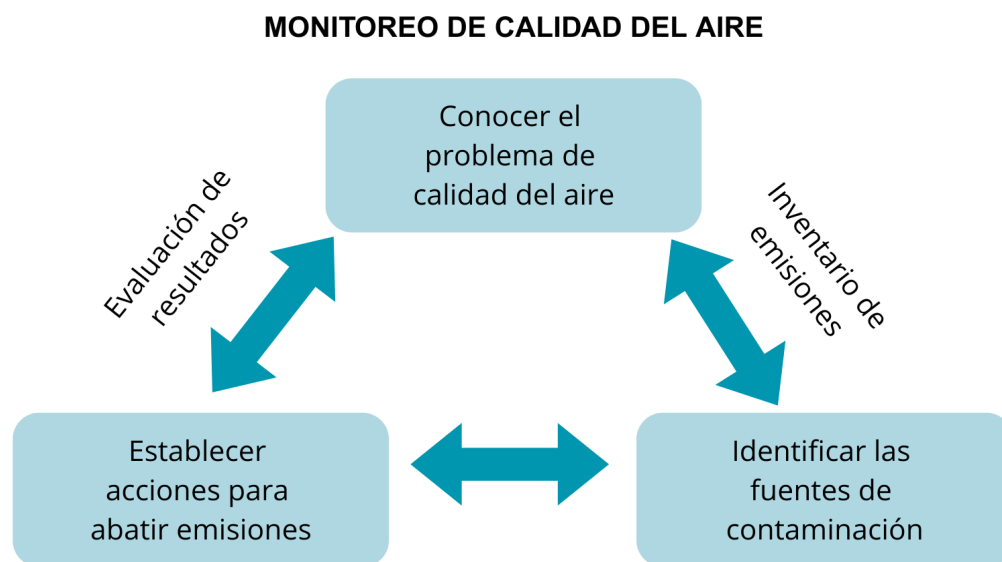 MONITOREO DE CALIDAD DEL AIRE
Conocer el
problema de
calidad del aire
Evaluación de
resultados
Inventario de
emisiones
Establecer
acciones para
abatir emisiones
Identificar las
fuentes de
contaminación